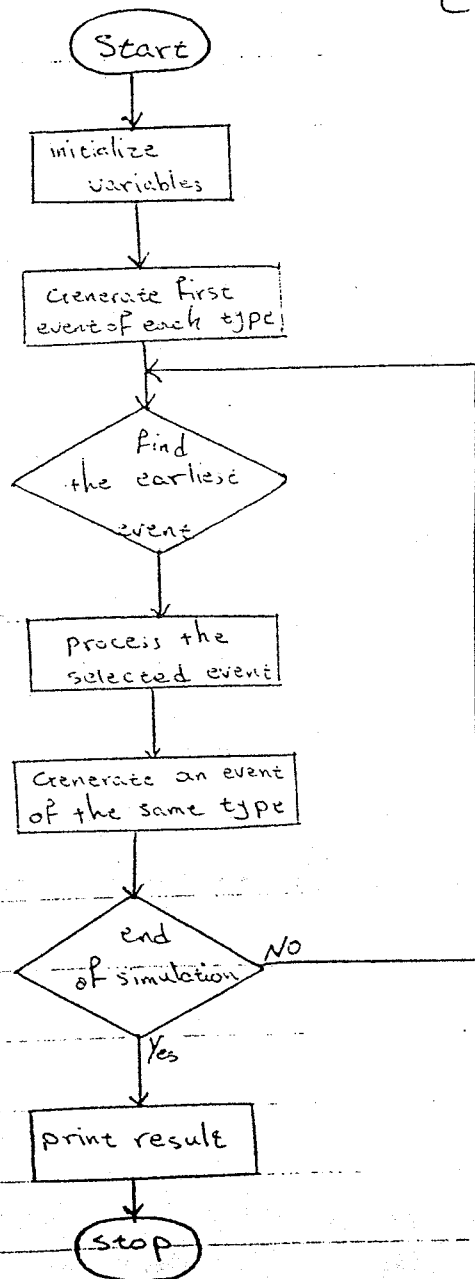 Start
initialize
variables
Generate first
event of each type
find
the earliest
event
process the
selected event
Generate an event
of the same type
end
of simulation
NO
Yes
print result
stop